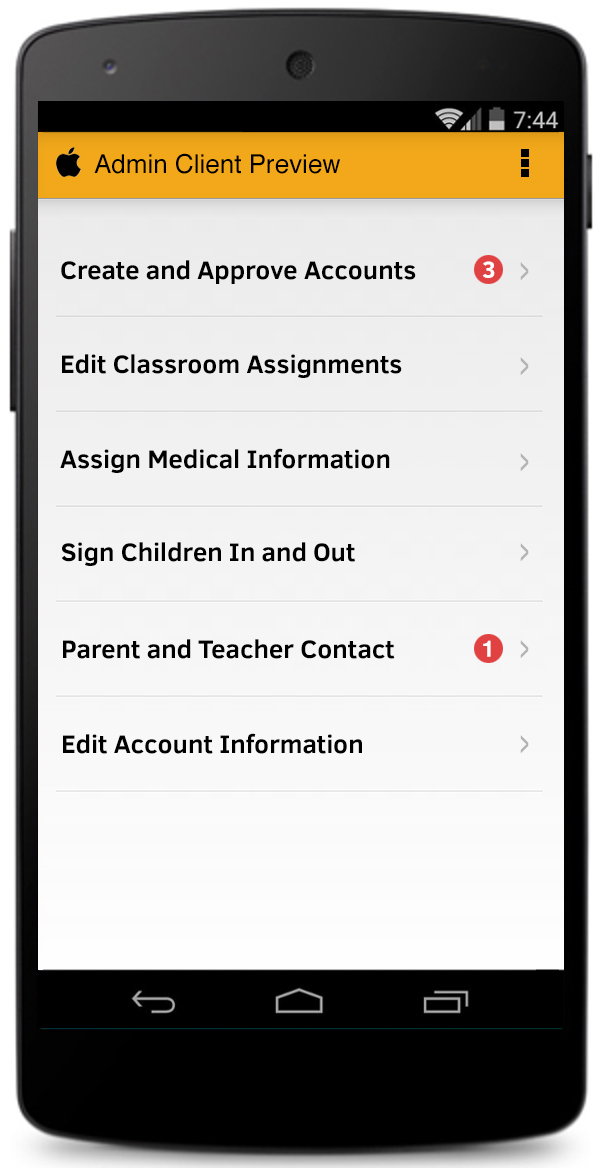 7:44
Admin Client Preview
Create and Approve Accounts 3
Edit Classroom Assignments
Assign Medical Information
Sign Children In and Out
Parent and Teacher Contact 1
Edit Account Information